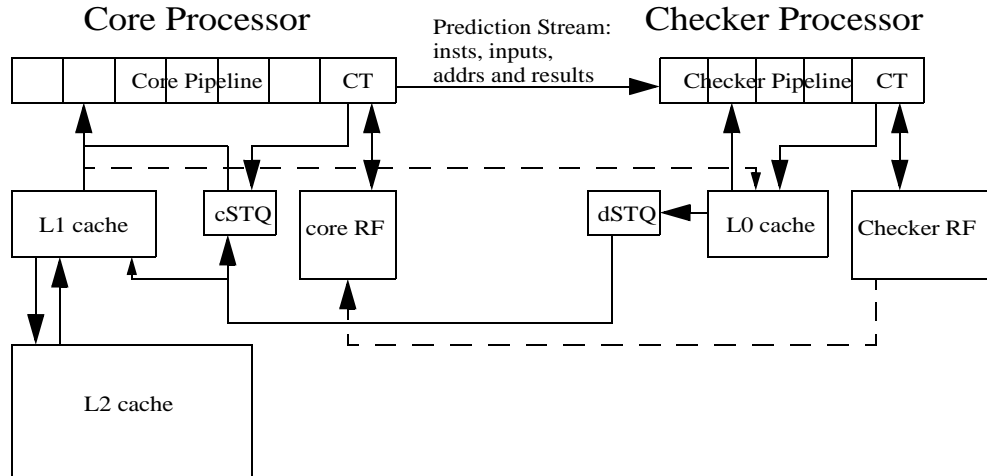 Core Processor
Checker Processor
Prediction Stream:
insts, inputs,
addrs and results
Core Pipeline
CT
Checker Pipeline
CT
L1 cache
cSTQ
core RF
dSTQ
L0 cache
Checker RF
L2 cache